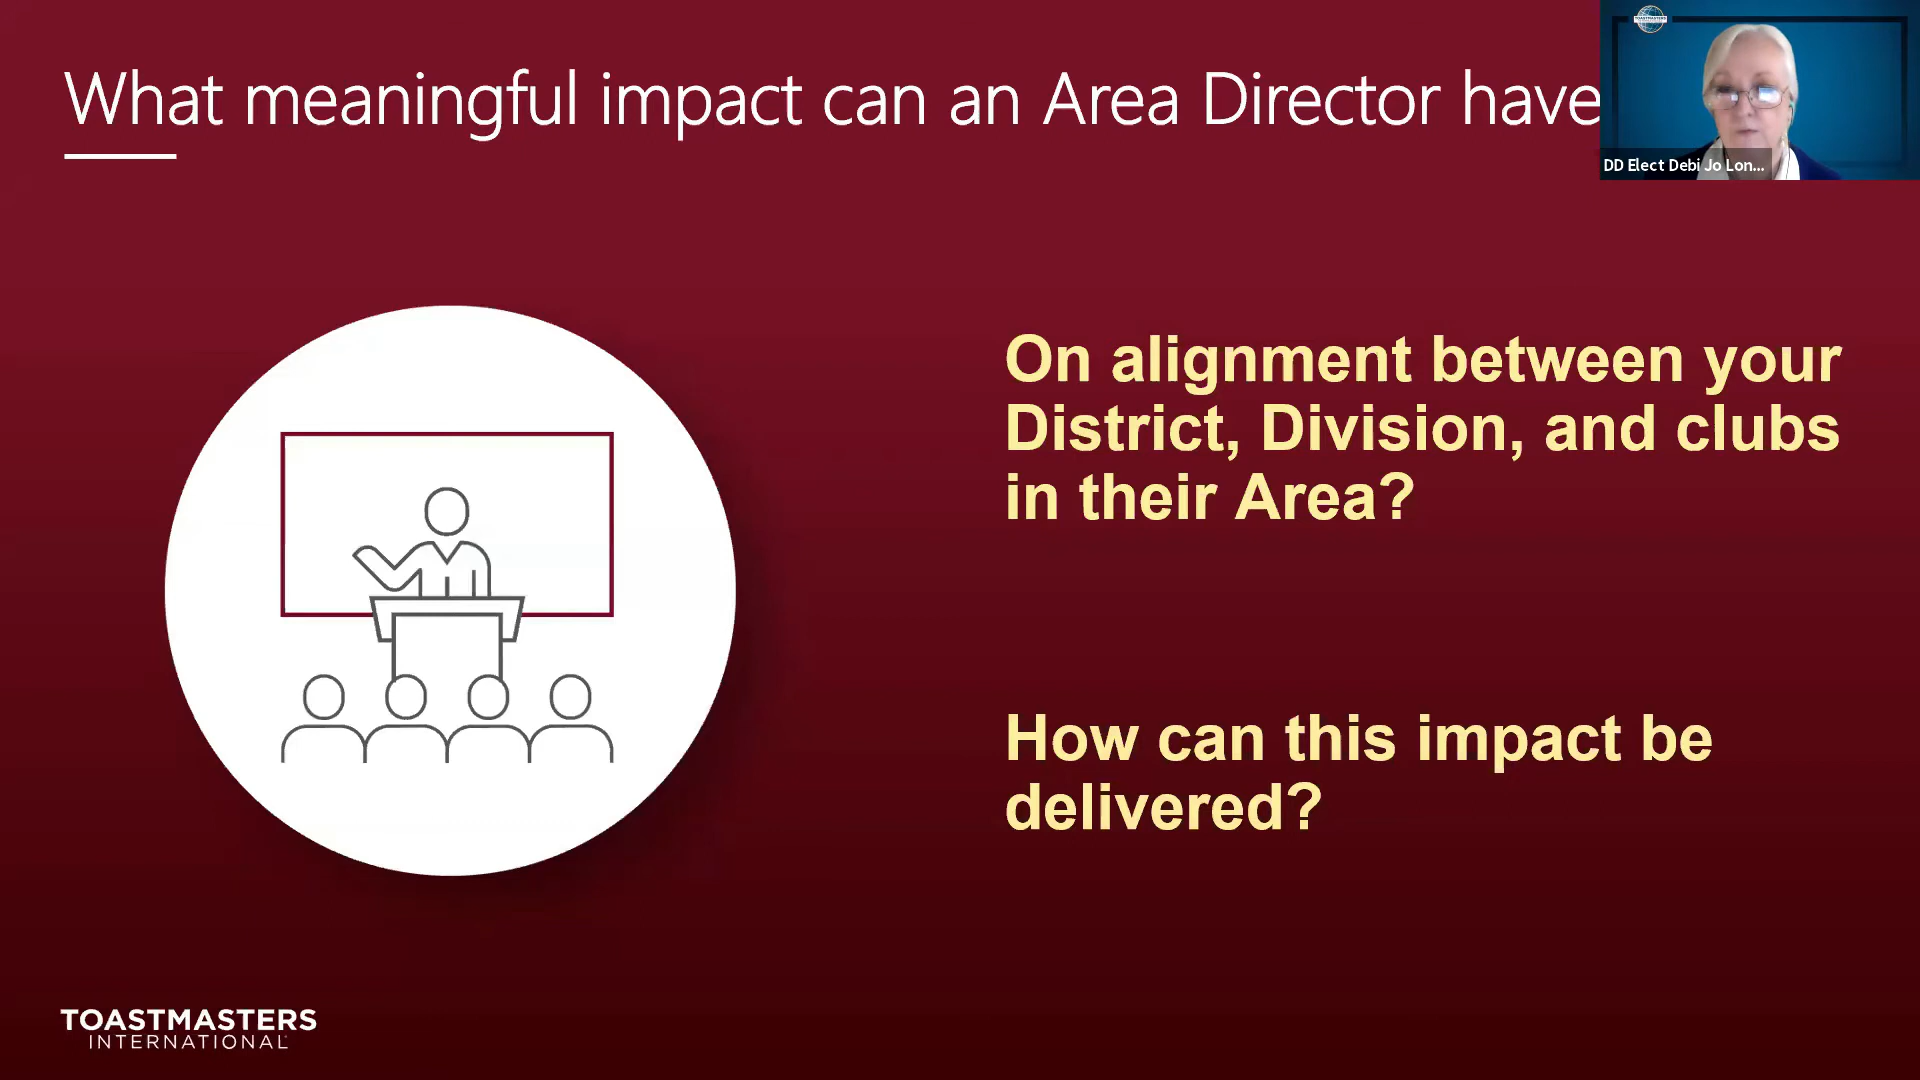 What meaningful impact can an Area Director have
TOASTMASTERS
DD Elect Debi Jo Lon...
On alignment between your
District, Division, and clubs
in their Area?
How can this impact be
delivered?
TOASTMASTERS
INTERNATIONAL